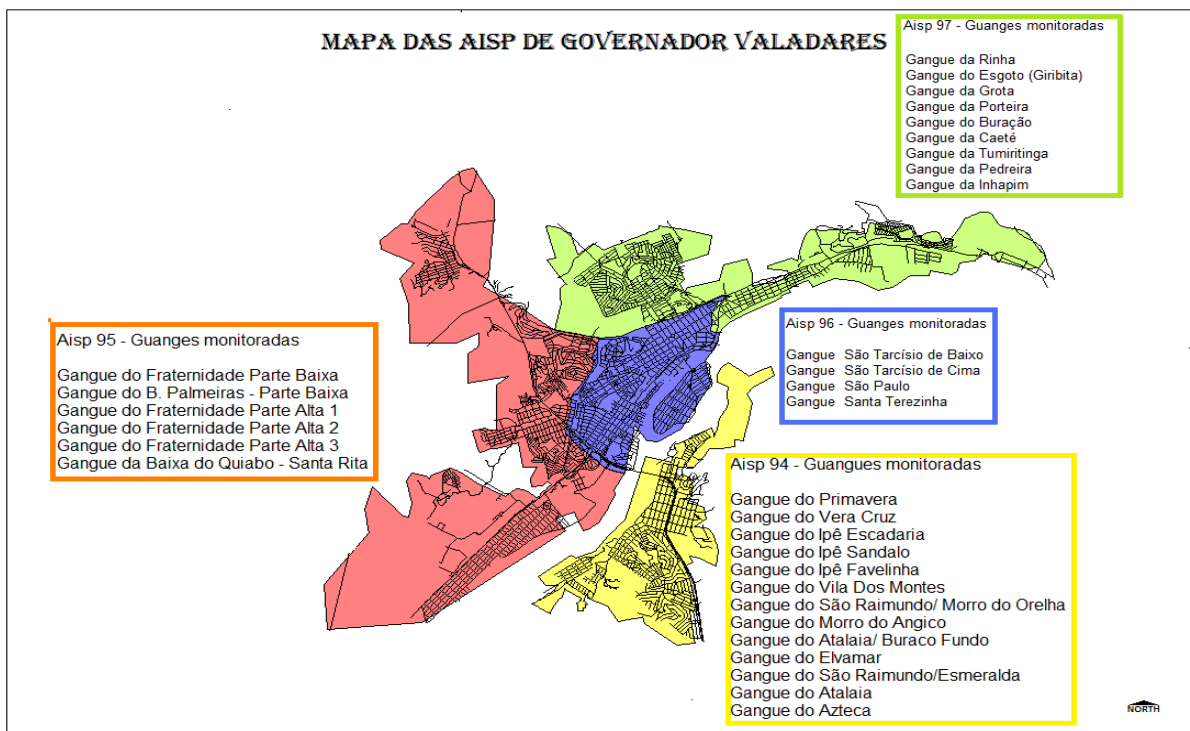 MAPA DAS AISP DE GOVERNADOR VALADARES
Aisp 97 - Guanges monitoradas
Gangue da Rinha
Gangue do Esgoto (Giribita)
Gangue da Grota
Gangue da Porteira
Gangue do Buração
Gangue da Caeté
Gangue da Tumiritinga
Gangue da Pedreira
Gangue da Inhapim
Aisp 95 - Guanges monitoradas
Gangue do Fraternidade Parte Baixa
Gangue do B. Palmeiras - Parte Baixa
Gangue do Fraternidade Parte Alta 1
Gangue do Fraternidade Parte Alta 2
Gangue do Fraternidade Parte Alta 3
Gangue da Baixa do Quiabo - Santa Rita
Aisp 96 - Guanges monitoradas
Gangue São Tarcísio de Baixo
Gangue São Tarcísio de Cima
Gangue São Paulo
Gangue Santa Terezinha
Aisp 94 - Guangues monitoradas
Gangue do Primavera
Gangue do Vera Cruz
Gangue do Ipê Escadaria
Gangue do Ipê Sandalo
Gangue do Ipê Favelinha
Gangue do Vila Dos Montes
Gangue do São Raimundo/ Morro do Orelha
Gangue do Morro do Angico
Gangue do Atalaia/ Buraco Fundo
Gangue do Elvamar
Gangue do São Raimundo/Esmeralda
Gangue do Atalaia
Gangue do Azteca
NORTH